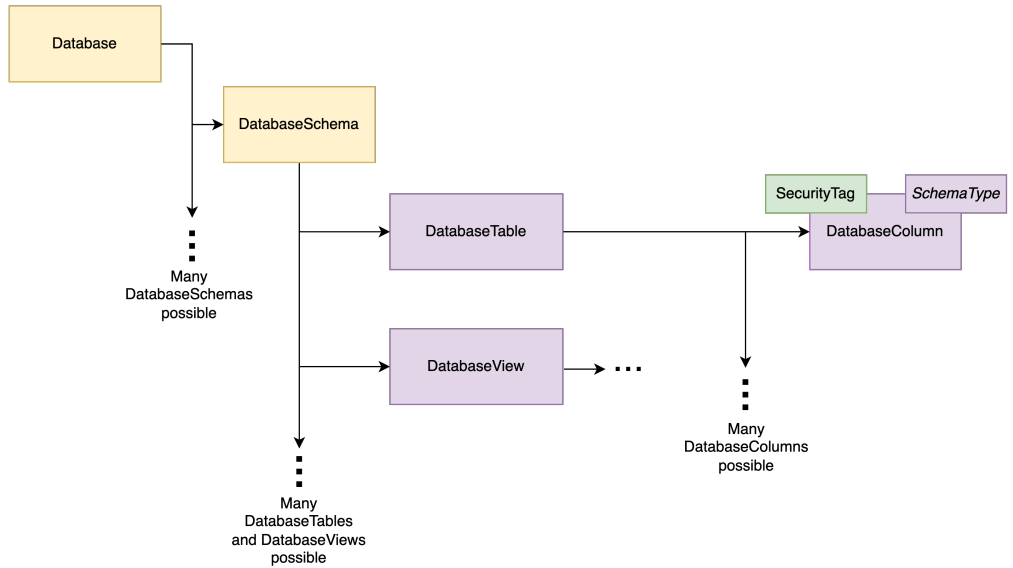 Database
DatabaseSchema
SecurityTag
SchemaType
DatabaseTable
DatabaseColumn
Many
DatabaseSchemas
possible
DatabaseView
Many
DatabaseColumns
possible
Many
DatabaseTables
and DatabaseViews
possible